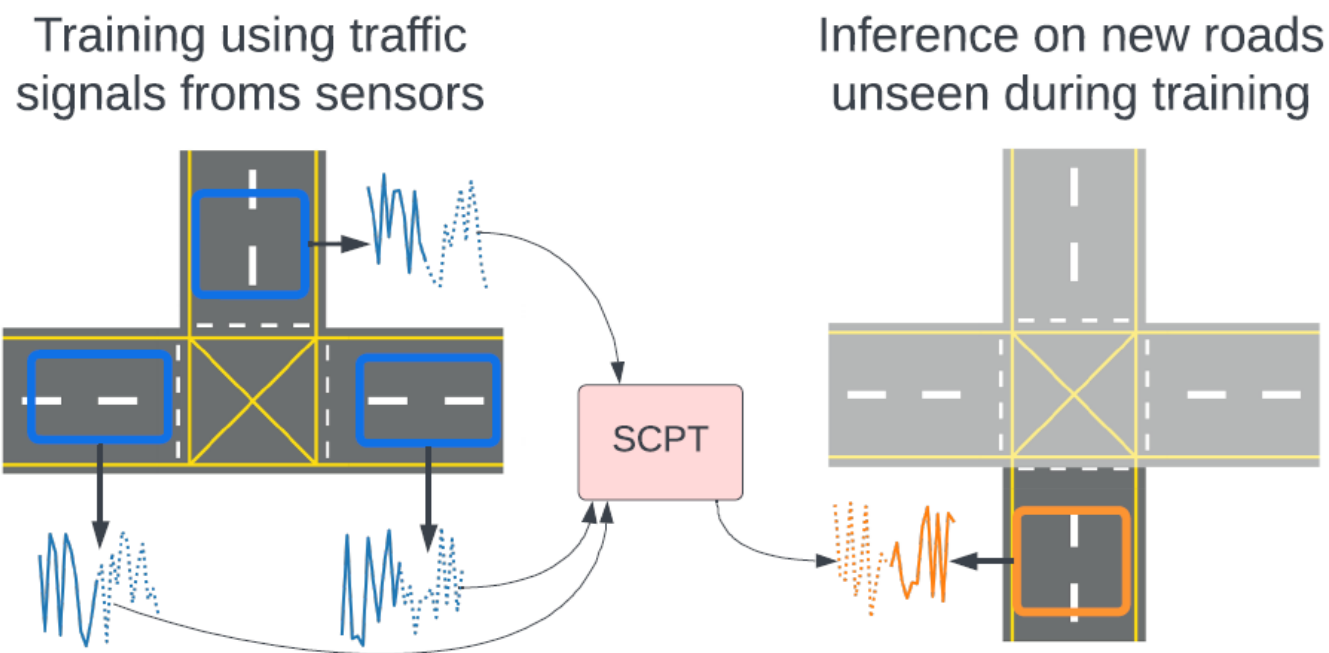 Training using traffic
signals froms sensors
Inference on new roads
unseen during training
SCPT